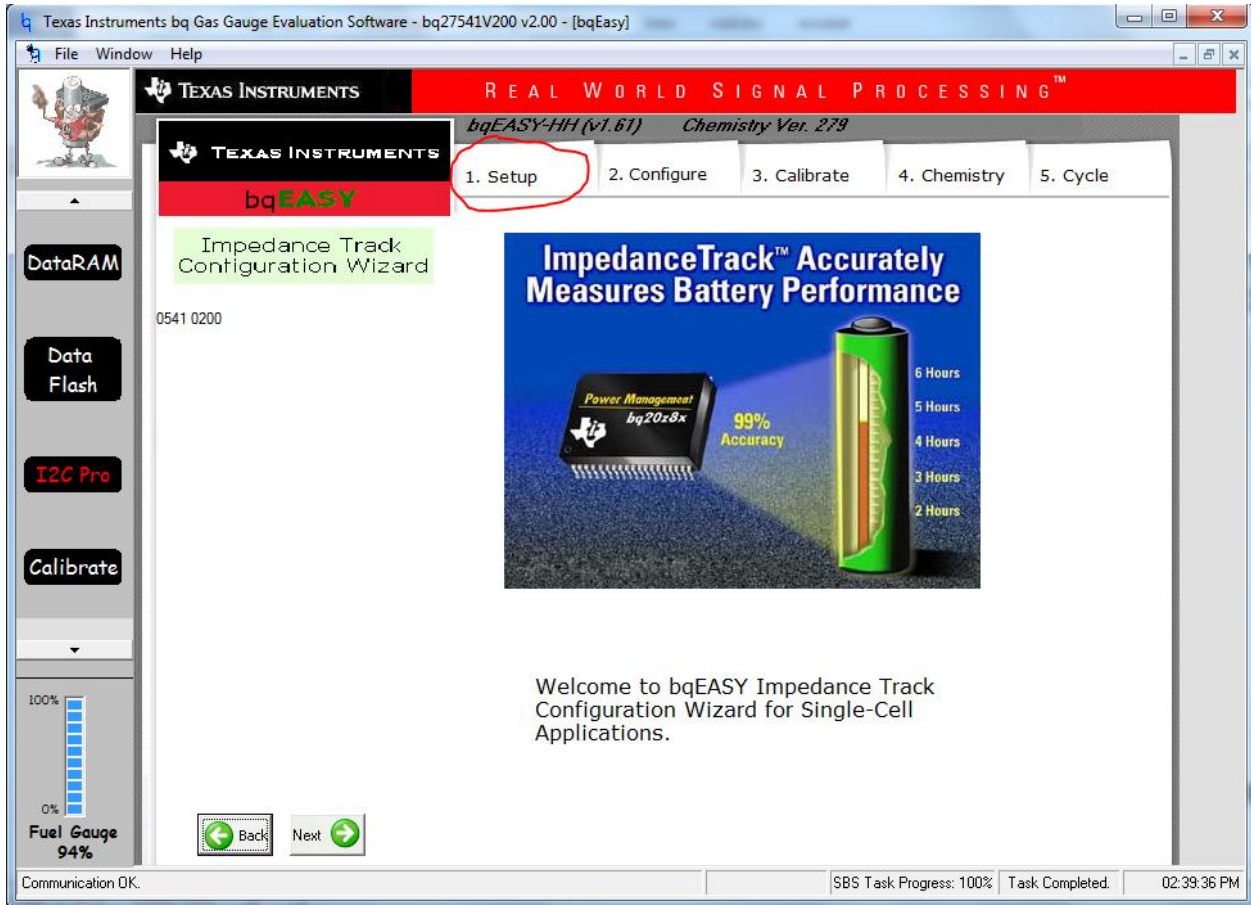 Texas Instruments bq Gas Gauge Evaluation Software - bq27541V200 v2.00 - [bqEasy]
File Window Help
TEXAS INSTRUMENTS
REAL WORLD SIGNAL PROCESSING™
bqEASY-HH (v1.61) Chemistry Ver. 279
TEXAS INSTRUMENTS
bqEASY
1. Setup
2. Configure
3. Calibrate
4. Chemistry
5. Cycle
Impedance Track
Configuration Wizard
0541 0200
DataRAM
Data
Flash
I2C Pro
Calibrate
100%
0%
Fuel Gauge
94%
ImpedanceTrack™ Accurately
Measures Battery Performance
Power Management
bq20z8x
99%
Accuracy
6 Hours
5 Hours
4 Hours
3 Hours
2 Hours
Welcome to bqEASY Impedance Track
Configuration Wizard for Single-Cell
Applications.
Back
Next
Communication OK.
SBS Task Progress: 100%
Task Completed.
02:39:36 PM